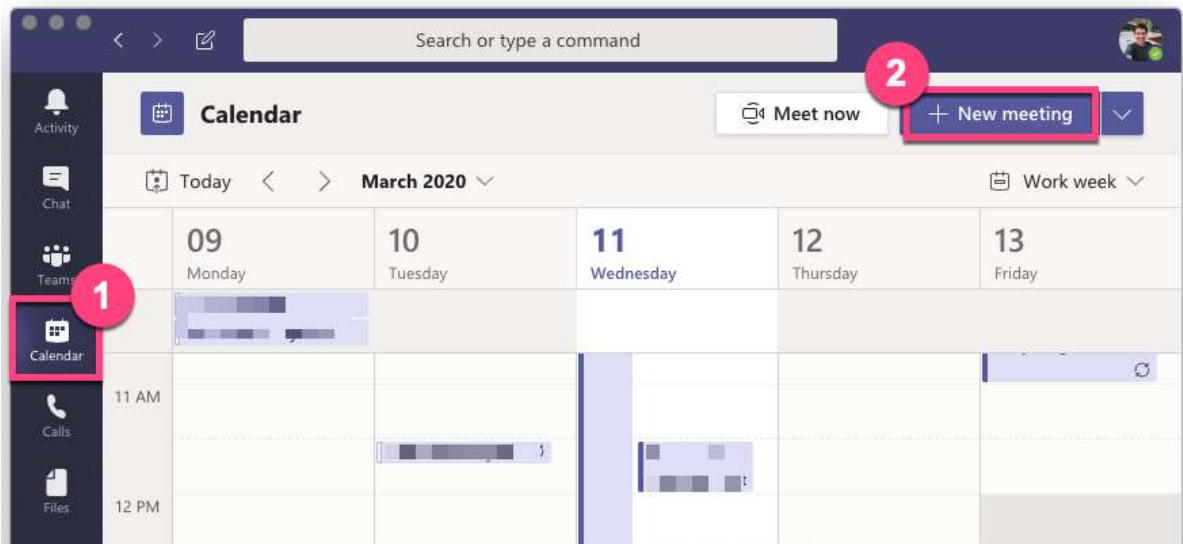 Search or type a command
2
Activity
Calendar
Meet now
New meeting
Chat
Today
March 2020
Work week
Teams
09
10
11
12
13
Monday
Tuesday
Wednesday
Thursday
Friday
1
Calendar
11 AM
Calls
12 PM
Files